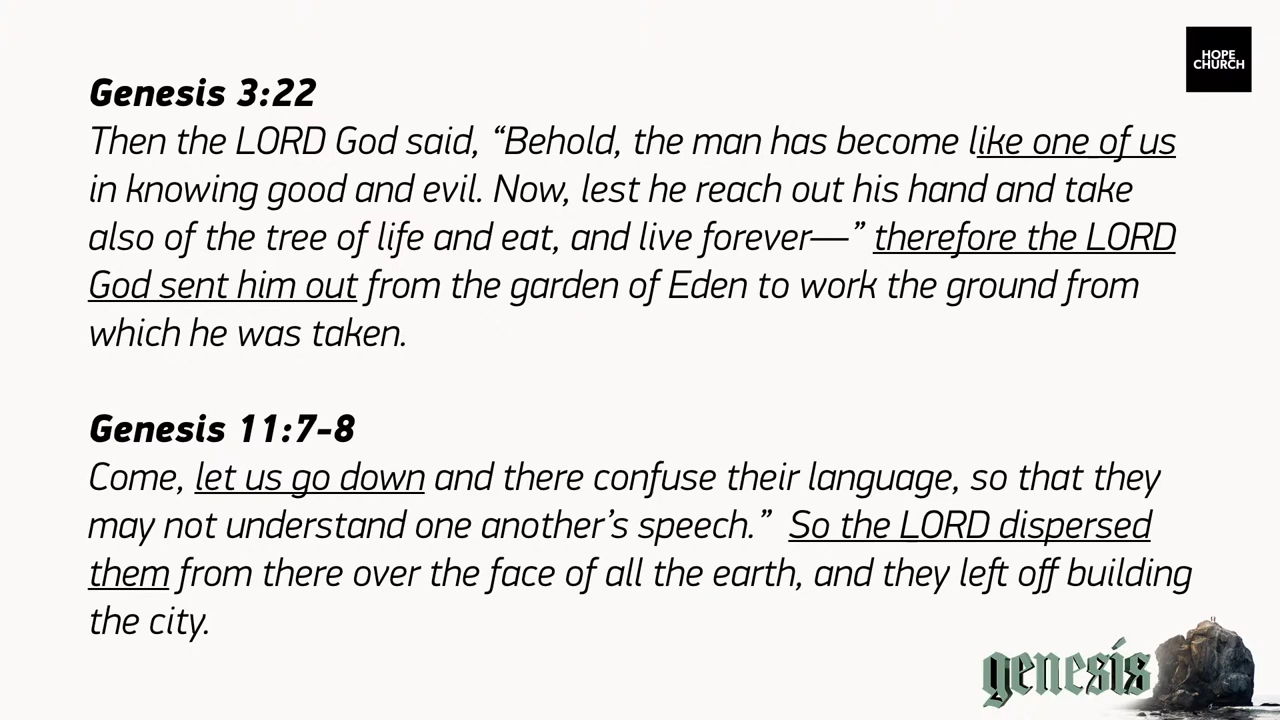 HOPE
CHURCH
Genesis 3:22
Then the LORD God said, “Behold, the man has become like one of us
in knowing good and evil. Now, lest he reach out his hand and take
also of the tree of life and eat, and live forever—” therefore the LORD
God sent him out from the garden of Eden to work the ground from
which he was taken.
Genesis 11:7-8
Come, let us go down and there confuse their language, so that they
may not understand one another’s speech.” So the LORD dispersed
them from there over the face of all the earth, and they left off building
the city.
genesis